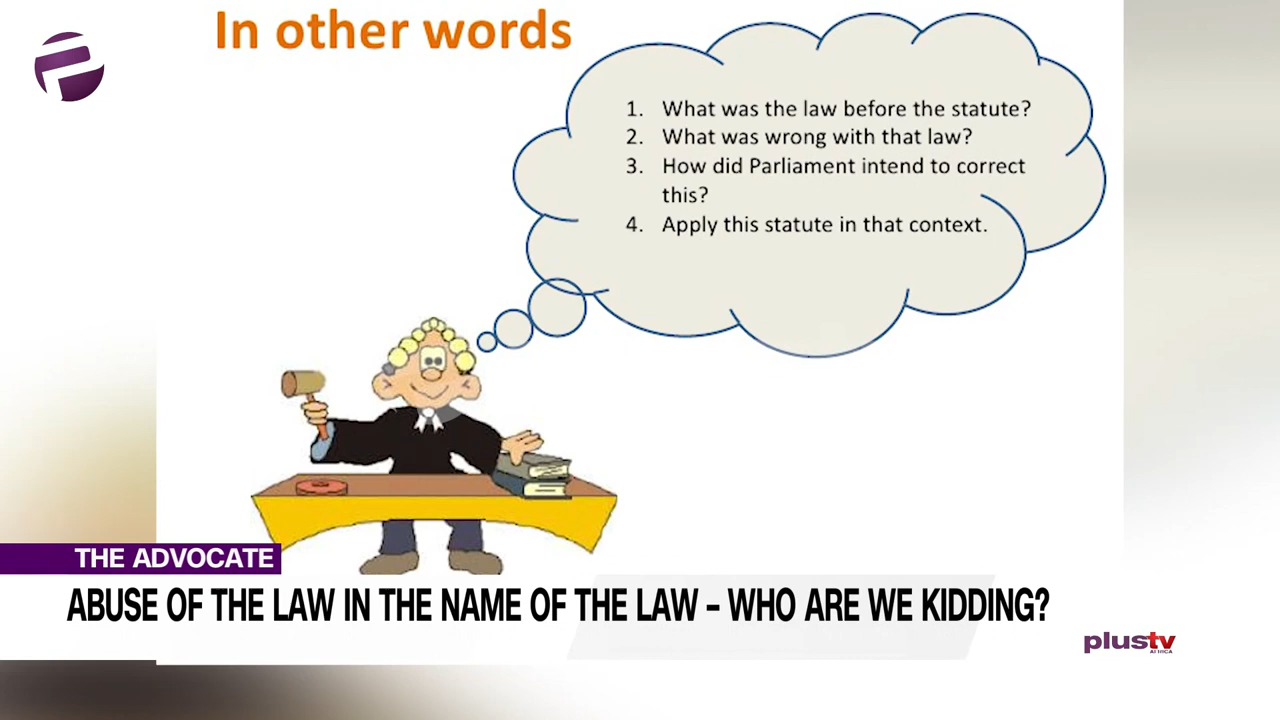 In other words
1. What was the law before the statute?
2. What was wrong with that law?
3. How did Parliament intend to correct
this?
4. Apply this statute in that context.
THE ADVOCATE
ABUSE OF THE LAW IN THE NAME OF THE LAW – WHO ARE WE KIDDING?
plustv
AFRICA